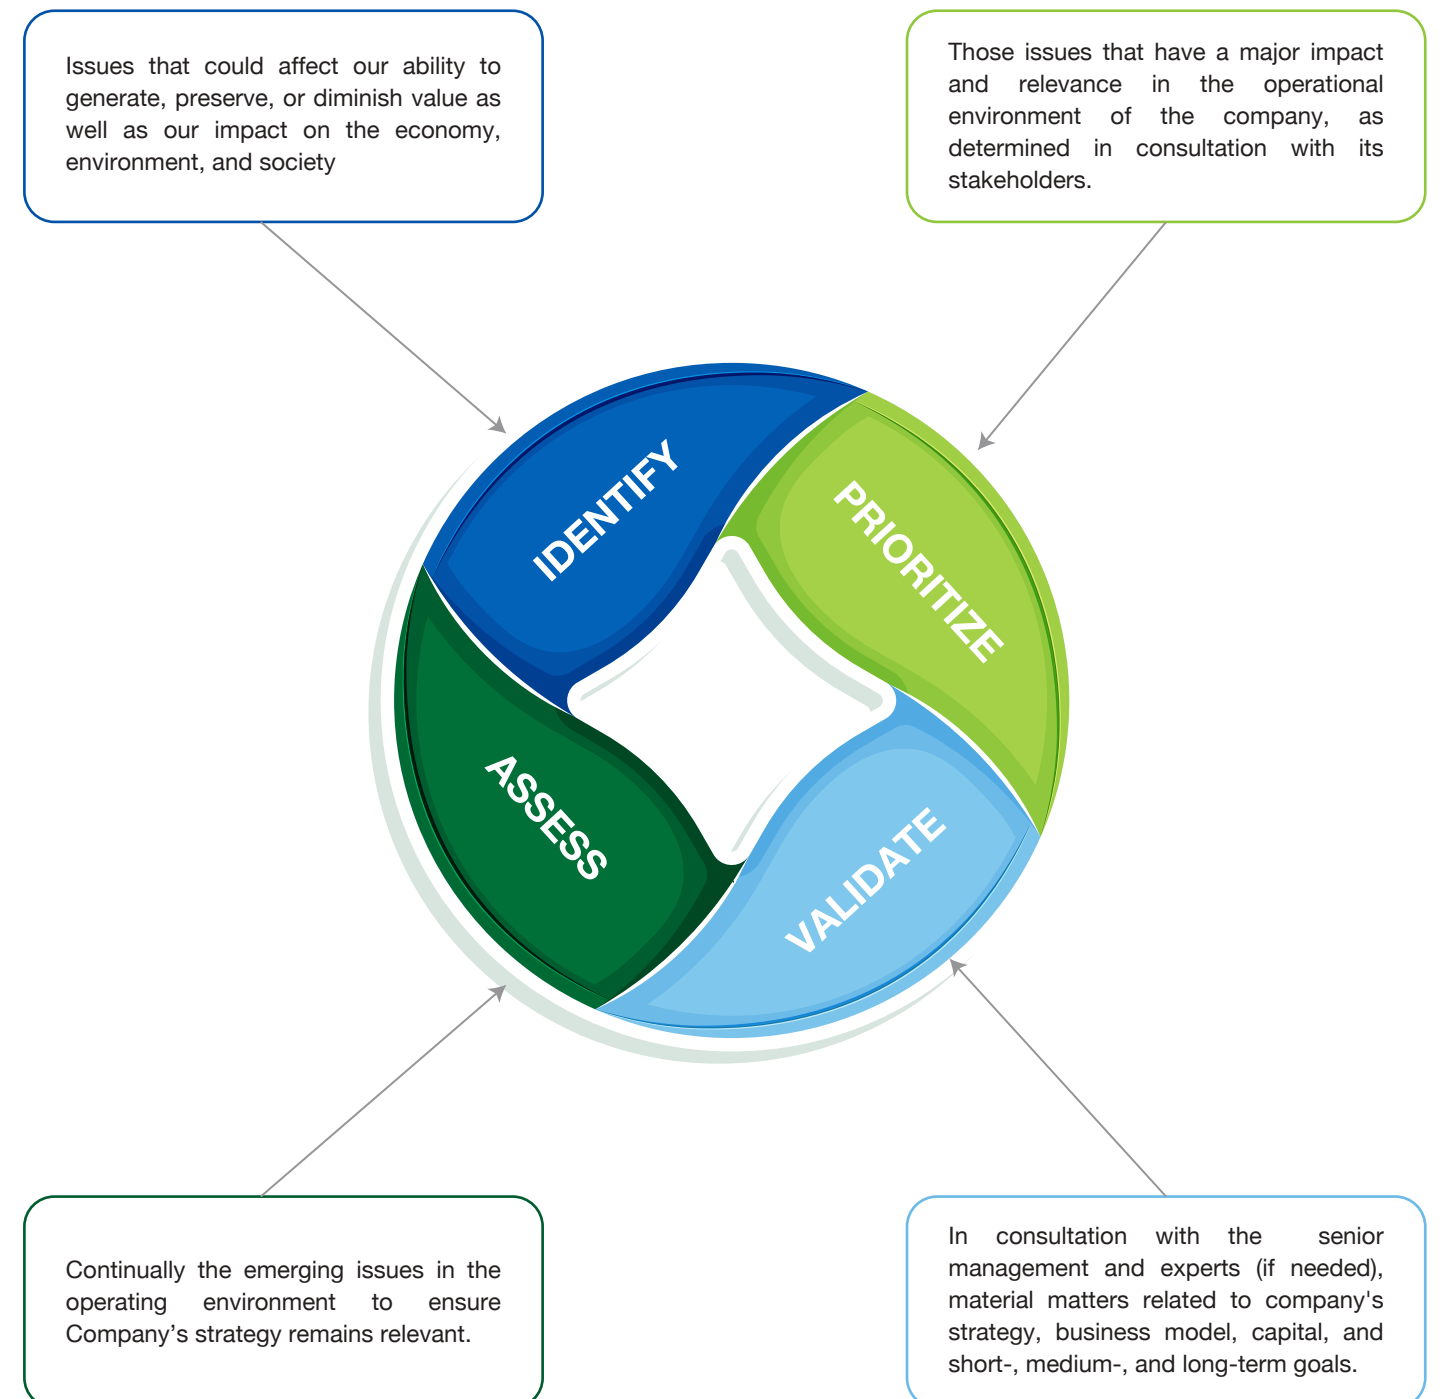 Issues that could affect our ability to
generate, preserve, or diminish value as
well as our impact on the economy,
environment, and society
Those issues that have a major impact
and relevance in the operational
environment of the company, as
determined in consultation with its
stakeholders.
IDENTIFY
PRIORITIZE
ASSESS
VALIDATE
Continually the emerging issues in the
operating environment to ensure
Company’s strategy remains relevant.
In consultation with the senior
management and experts (if needed),
material matters related to company's
strategy, business model, capital, and
short-, medium-, and long-term goals.